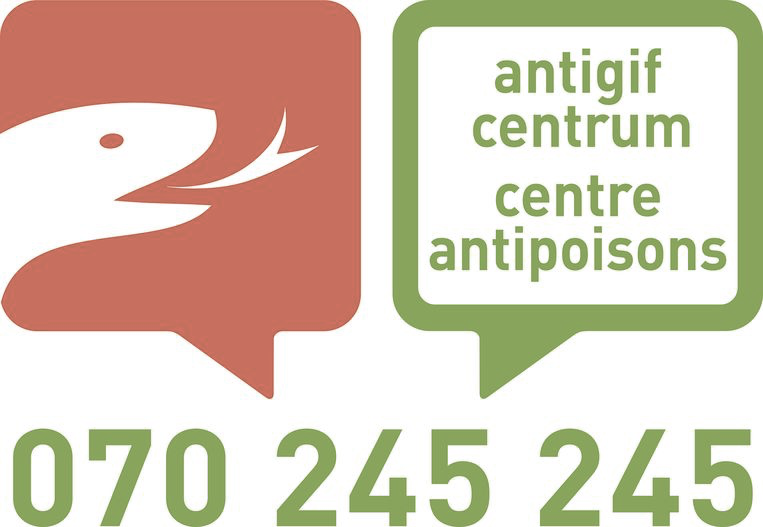 antigif
centrum
centre
antipoisons
070 245 245